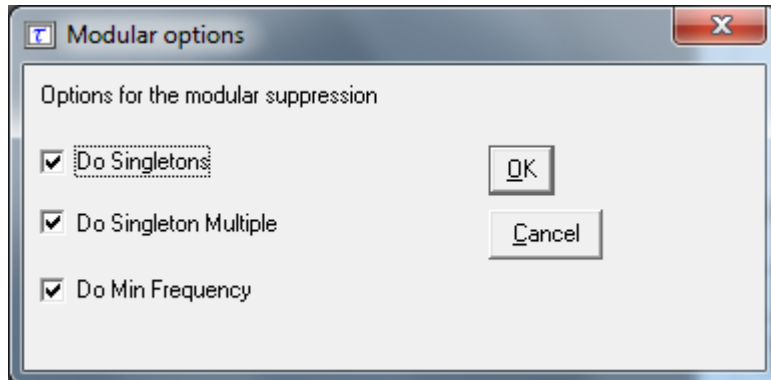 τ Modular options
Options for the modular suppression
Do Singletons
OK
Do Singleton Multiple
Cancel
Do Min Frequency